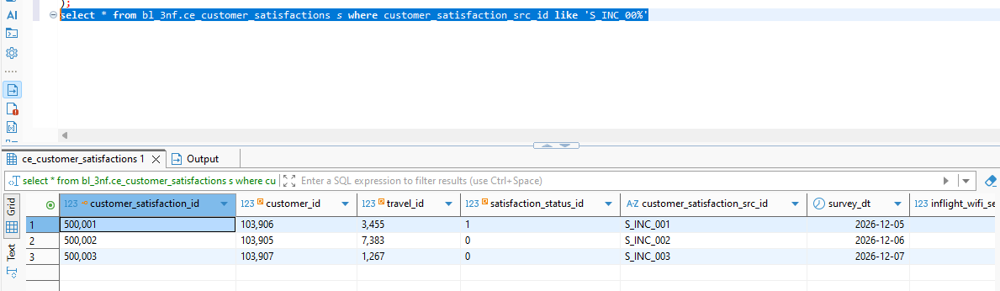 );
AI
select * from bl_3nf.ce_customer_satisfactions s where customer_satisfaction_src_id like 'S_INC_00%'
ce_customer_satisfactions 1 Output
select * from bl_3nf.ce_customer_satisfactions s where cu Enter a SQL expression to filter results (use Ctrl+Space)
Grid
Text
123 customer_satisfaction_id 123 customer_id 123 travel_id 123 satisfaction_status_id A-Z customer_satisfaction_src_id survey_dt 123 inflight_wifi_se
1 500,001 103,906 3,455 1 S_INC_001 2026-12-05
2 500,002 103,905 7,383 0 S_INC_002 2026-12-06
3 500,003 103,907 1,267 0 S_INC_003 2026-12-07